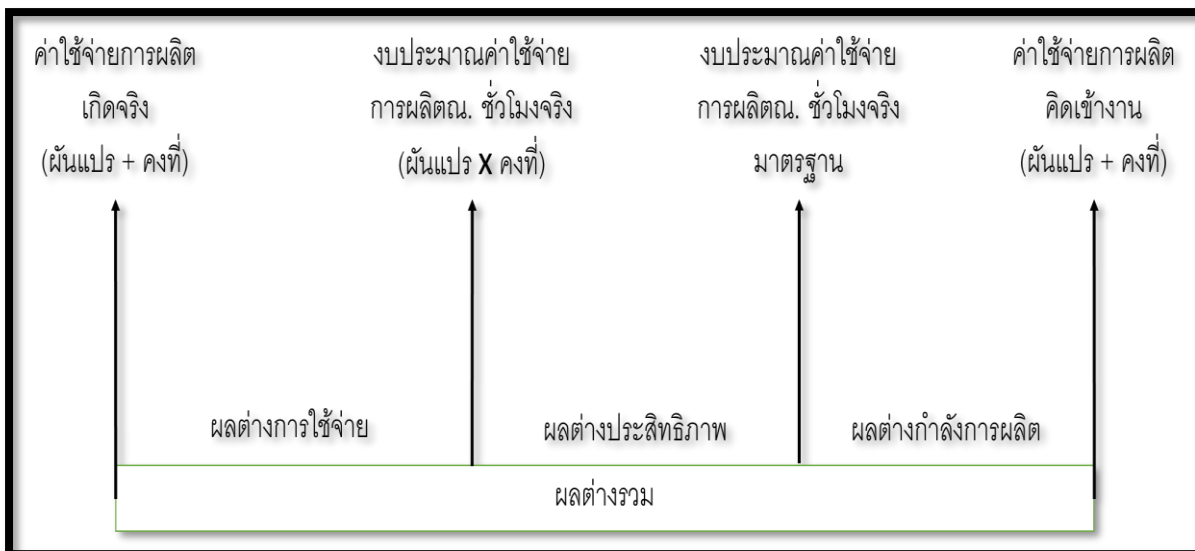 ค่าใช้จ่ายการผลิต
เกิดจริง
(ผันแปร + คงที่)
งบประมาณค่าใช้จ่าย
การผลิตณ. ชั่วโมงจริง
(ผันแปร X คงที่)
งบประมาณค่าใช้จ่าย
การผลิตณ. ชั่วโมงจริง
มาตรฐาน
ค่าใช้จ่ายการผลิต
คิดเข้างาน
(ผันแปร + คงที่)
ผลต่างการใช้จ่าย
ผลต่างประสิทธิภาพ
ผลต่างกำลังการผลิต
ผลต่างรวม